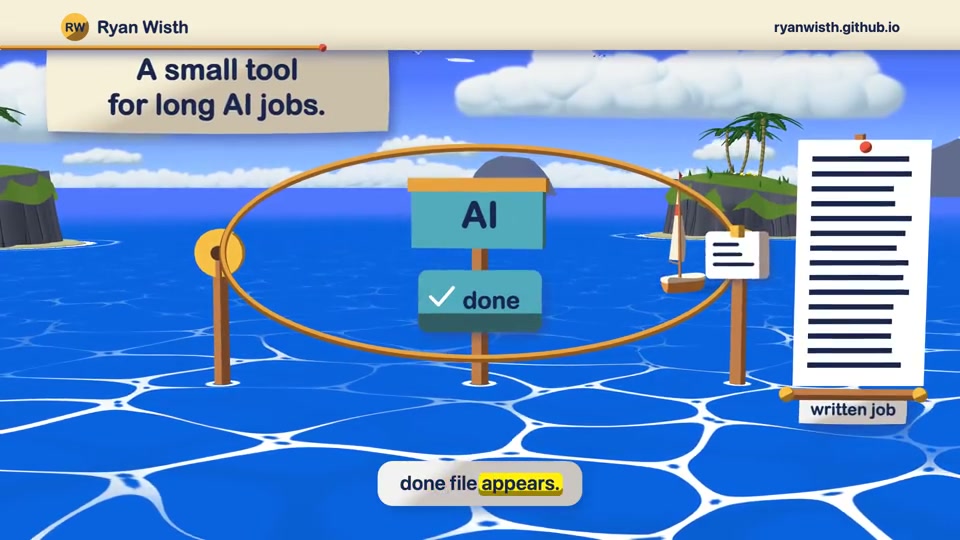 RW Ryan Wisth
ryanwisth.github.io
A small tool
for long AI jobs.
AI
done
written job
done file appears.